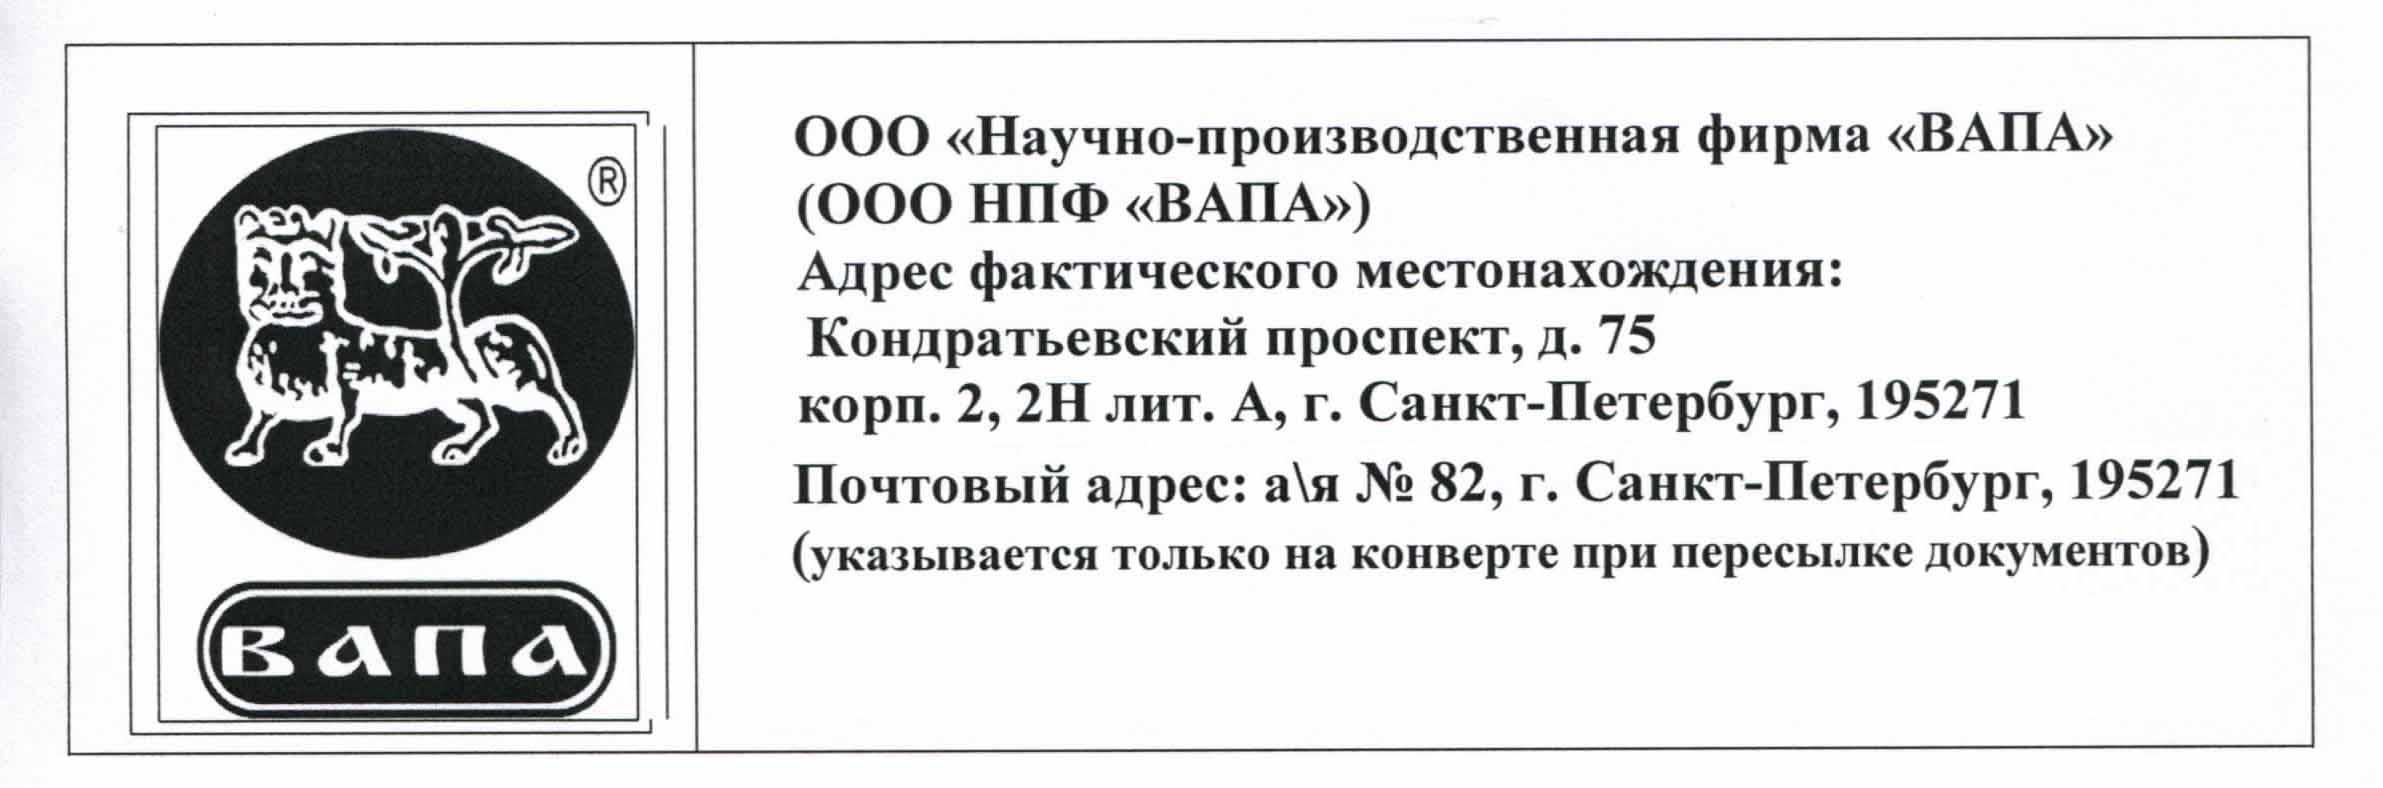 ®
ВАПА
ООО «Научно-производственная фирма «ВАПА»
(ООО НПФ «ВАПА»)
Адрес фактического местонахождения:
Кондратьевский проспект, д. 75
корп. 2, 2Н лит. А, г. Санкт-Петербург, 195271
Почтовый адрес: а\я № 82, г. Санкт-Петербург, 195271
(указывается только на конверте при пересылке документов)